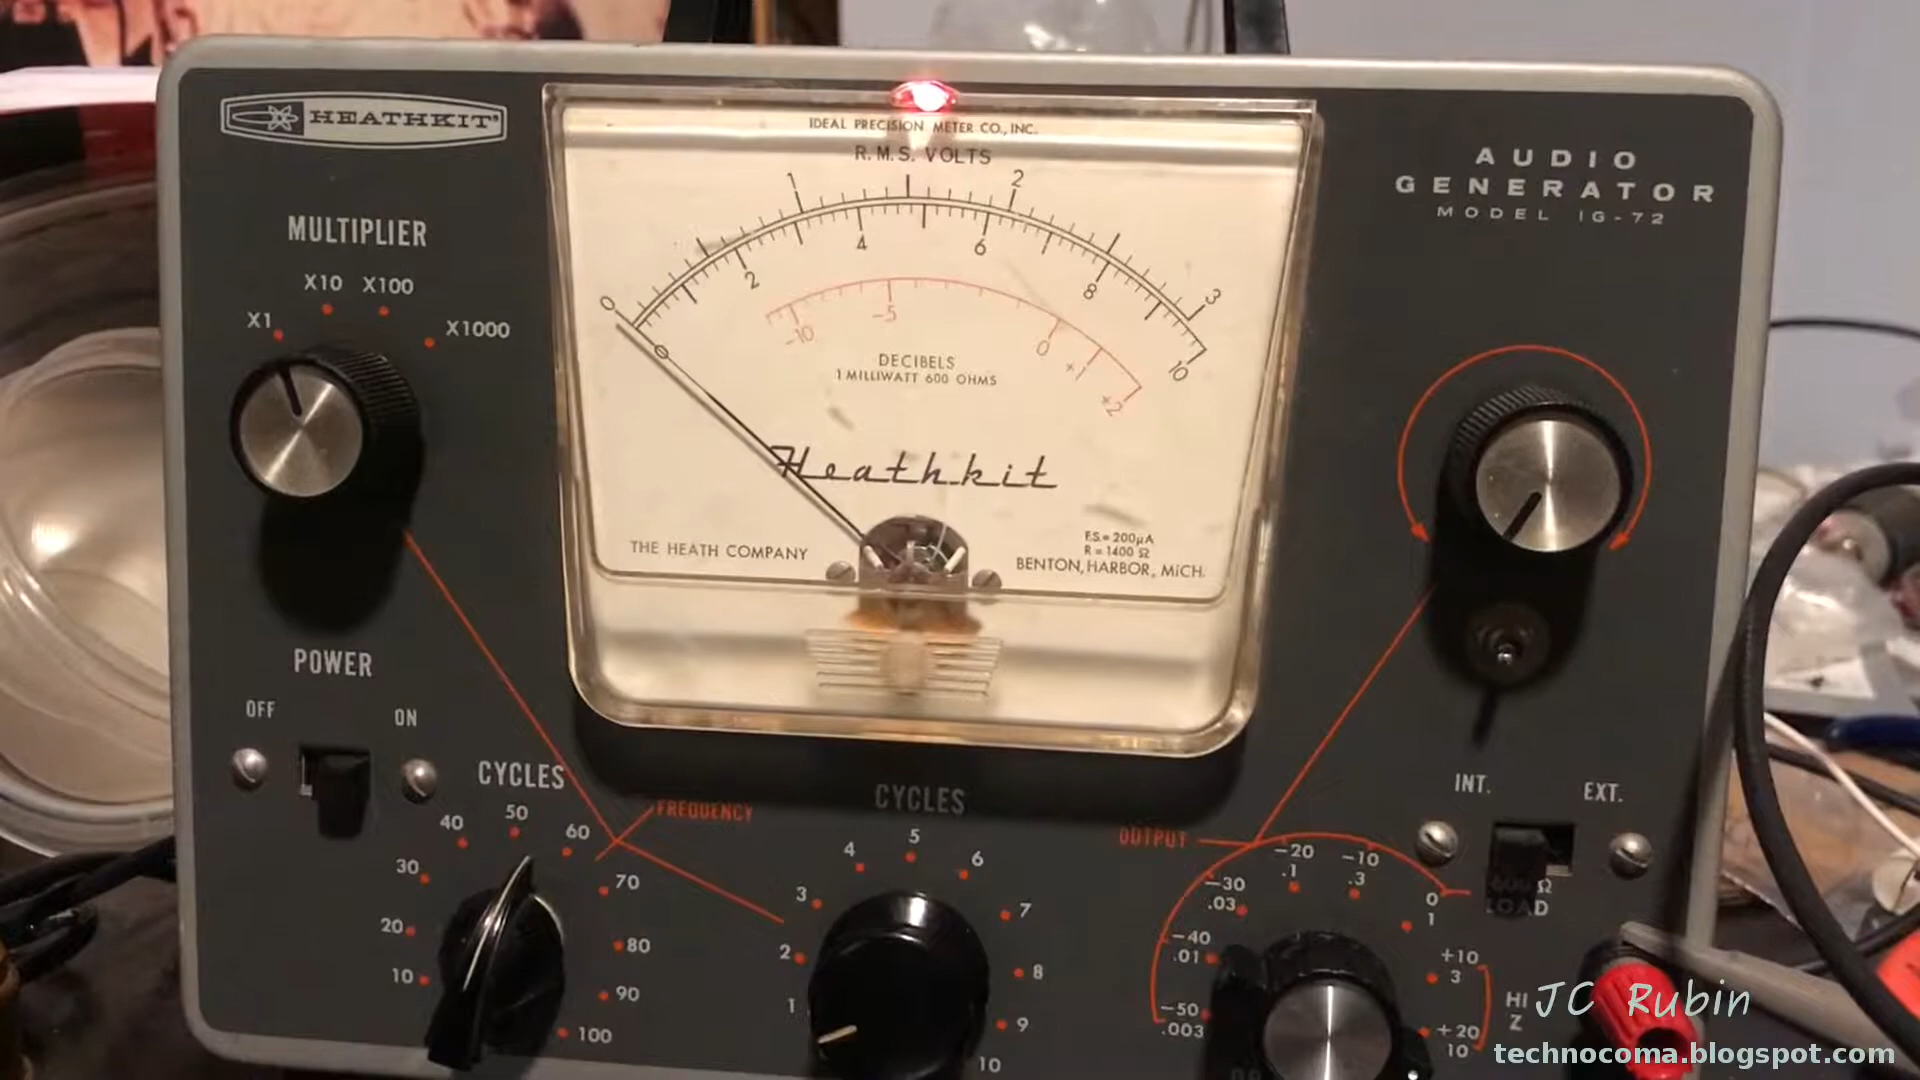 HEATHKIT
AUDIO
GENERATOR
MODEL IG-72
IDEAL PRECISION METER CO., INC.
R.M.S. VOLTS
0 1 2 3
0 2 4 6 8 10
-10 -5 0 +1 +2
DECIBELS
1 MILLIWATT 600 OHMS
Heathkit
THE HEATH COMPANY
F.S.= 200µA
R = 1400 Ω
BENTON, HARBOR, MICH.
MULTIPLIER
X1 X10 X100 X1000
POWER
OFF ON
CYCLES
10 20 30 40 50 60 70 80 90 100
FREQUENCY
CYCLES
1 2 3 4 5 6 7 8 9 10
OUTPUT
-50 -40 -30 -20 -10 0 +10 +20
.003 .01 .03 .1 .3 1 3 10
INT. EXT.
600 Ω
LOAD
HI
Z
JC Rubin
technocoma.blogspot.com